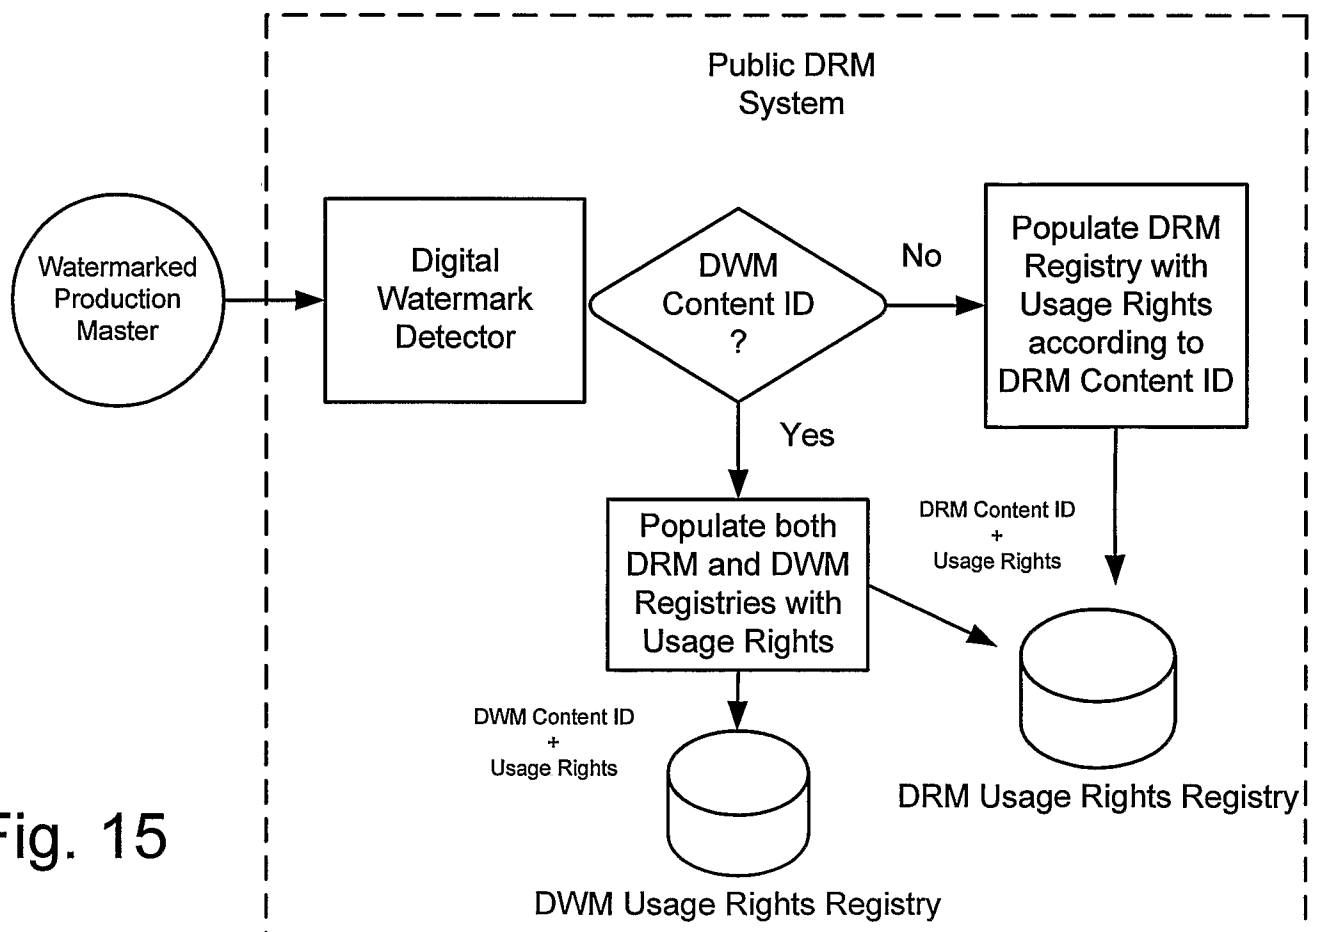 Public DRM
System
Watermarked
Production
Master
Digital
Watermark
Detector
DWM
Content ID
?
No
Populate DRM
Registry with
Usage Rights
according to
DRM Content ID
Yes
Populate both
DRM and DWM
Registries with
Usage Rights
DRM Content ID
+
Usage Rights
DWM Content ID
+
Usage Rights
DRM Usage Rights Registry
DWM Usage Rights Registry
Fig. 15